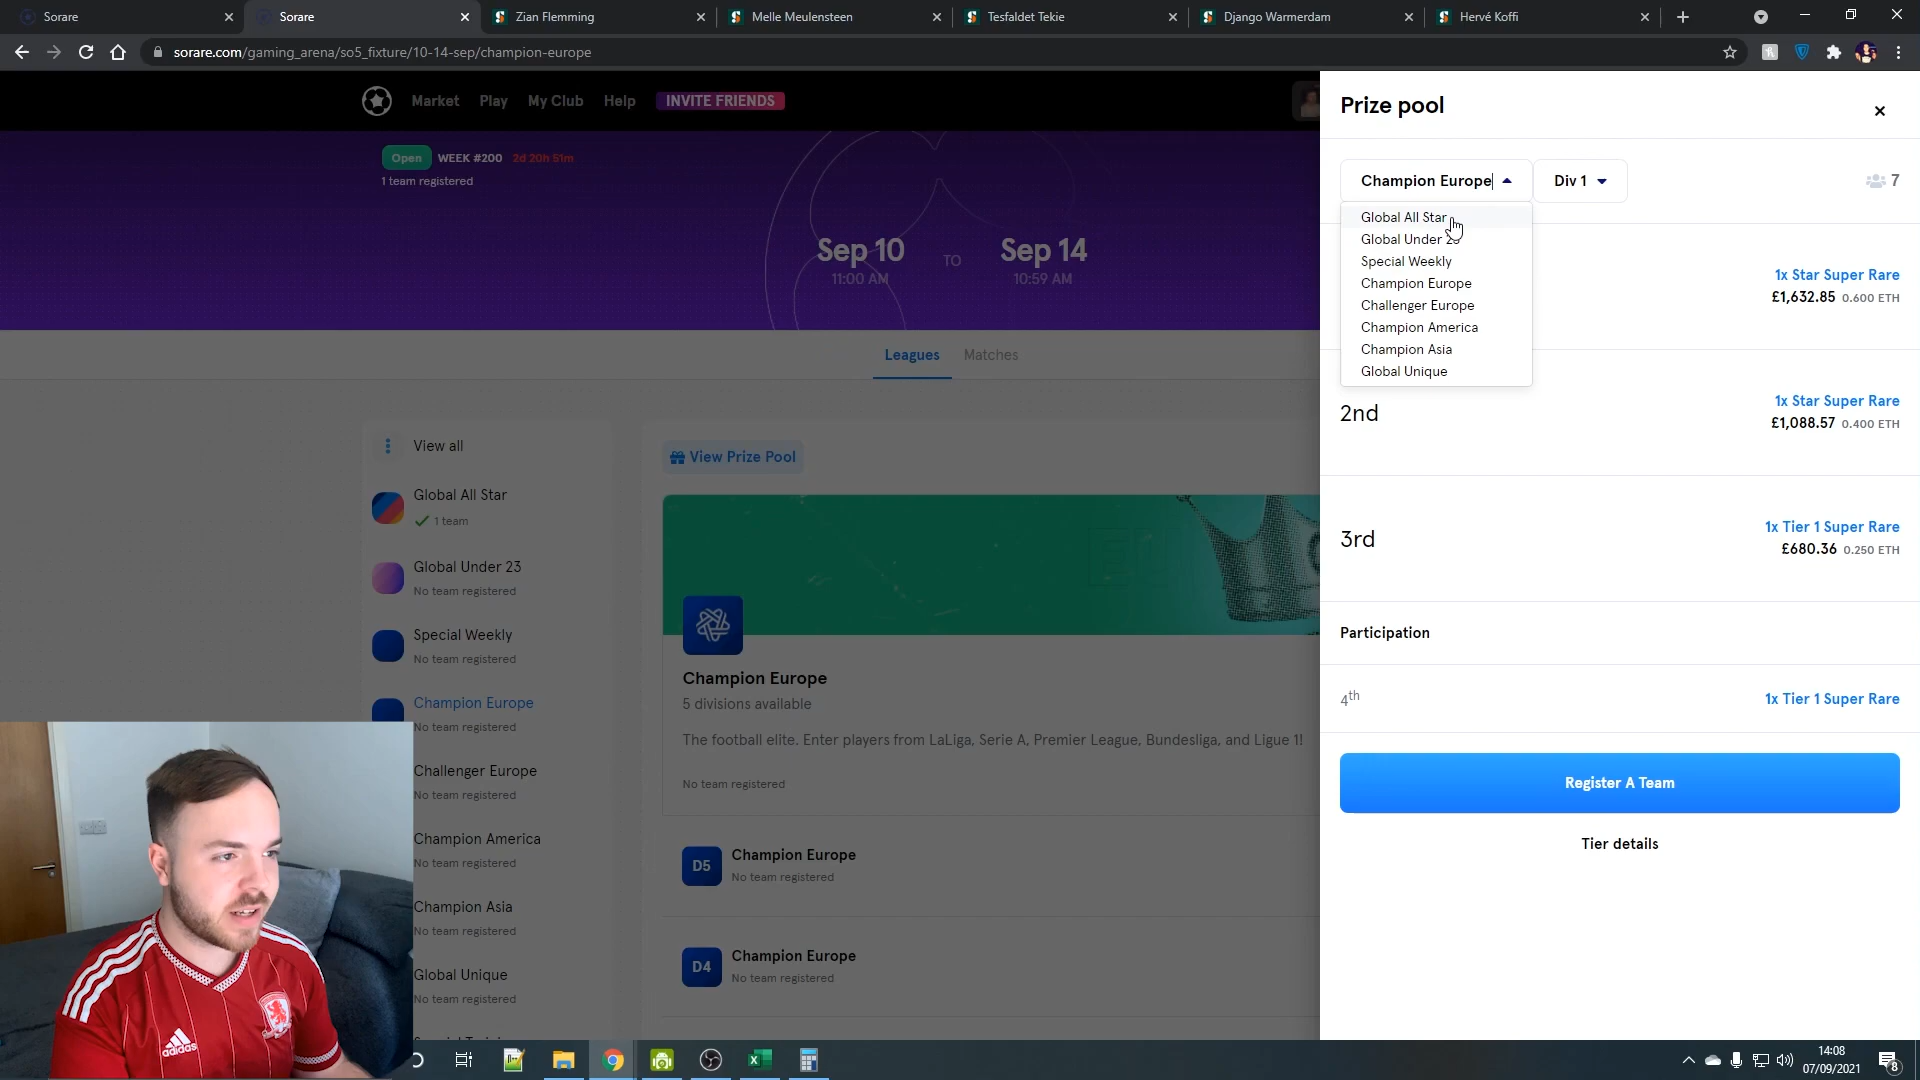 Sorare
Sorare
Zian Flemming
Melle Meulensteen
Tesfaldet Tekie
Django Warmerdam
Hervé Koffi
sorare.com/gaming_arena/so5_fixture/10-14-sep/champion-europe
Market
Play
My Club
Help
INVITE FRIENDS
Open
WEEK #200
2d 20h 51m
1 team registered
Sep 10
TO
Sep 14
11:00 AM
10:59 AM
Leagues
Matches
View all
Global All Star
1 team
Global Under 23
No team registered
Special Weekly
No team registered
Champion Europe
No team registered
Challenger Europe
No team registered
Champion America
No team registered
Champion Asia
No team registered
Global Unique
No team registered
View Prize Pool
Champion Europe
5 divisions available
The football elite. Enter players from LaLiga, Serie A, Premier League, Bundesliga, and Ligue 1!
No team registered
D5
Champion Europe
No team registered
D4
Champion Europe
No team registered
Prize pool
Champion Europe
Div 1
7
Global All Star
Global Under 23
Special Weekly
Champion Europe
Challenger Europe
Champion America
Champion Asia
Global Unique
1x Star Super Rare
£1,632.85 0.600 ETH
2nd
1x Star Super Rare
£1,088.57 0.400 ETH
3rd
1x Tier 1 Super Rare
£680.36 0.250 ETH
Participation
4th
1x Tier 1 Super Rare
Register A Team
Tier details
adidas
14:08
07/09/2021
8